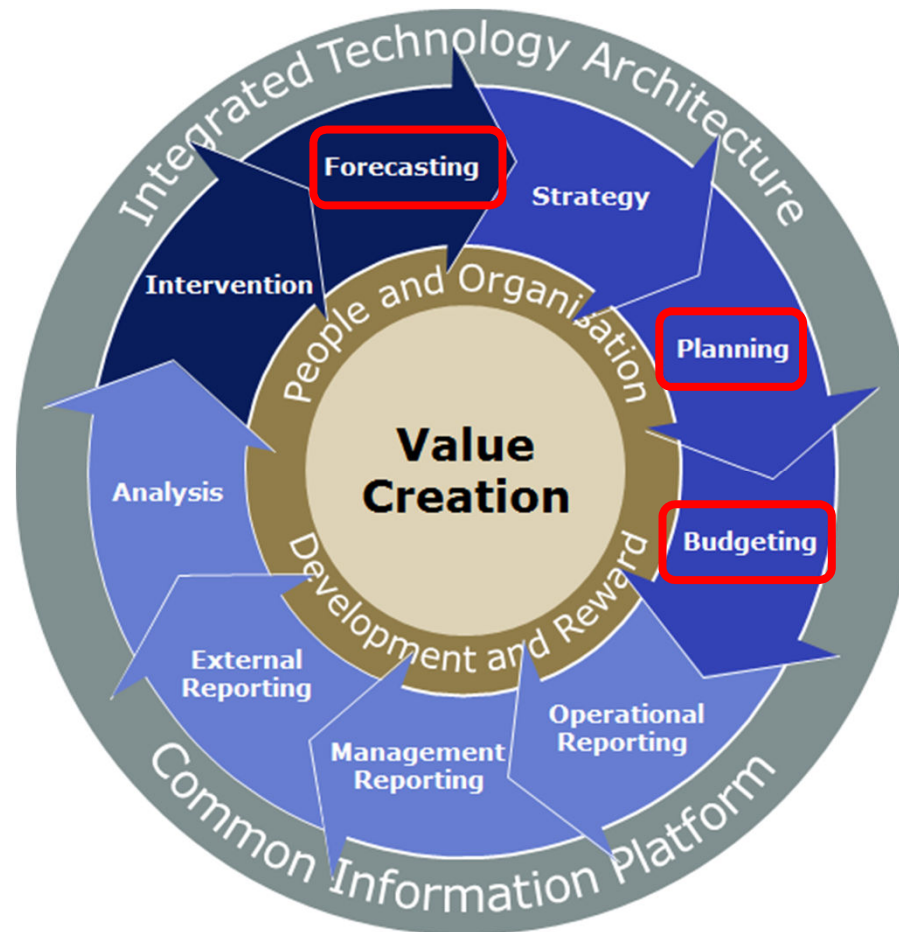 Integrated Technology Architecture
Forecasting
Strategy
Intervention
People and Organisation
Planning
Value
Creation
Analysis
Budgeting
Development and Reward
External
Reporting
Operational
Reporting
Management
Reporting
Common Information Platform